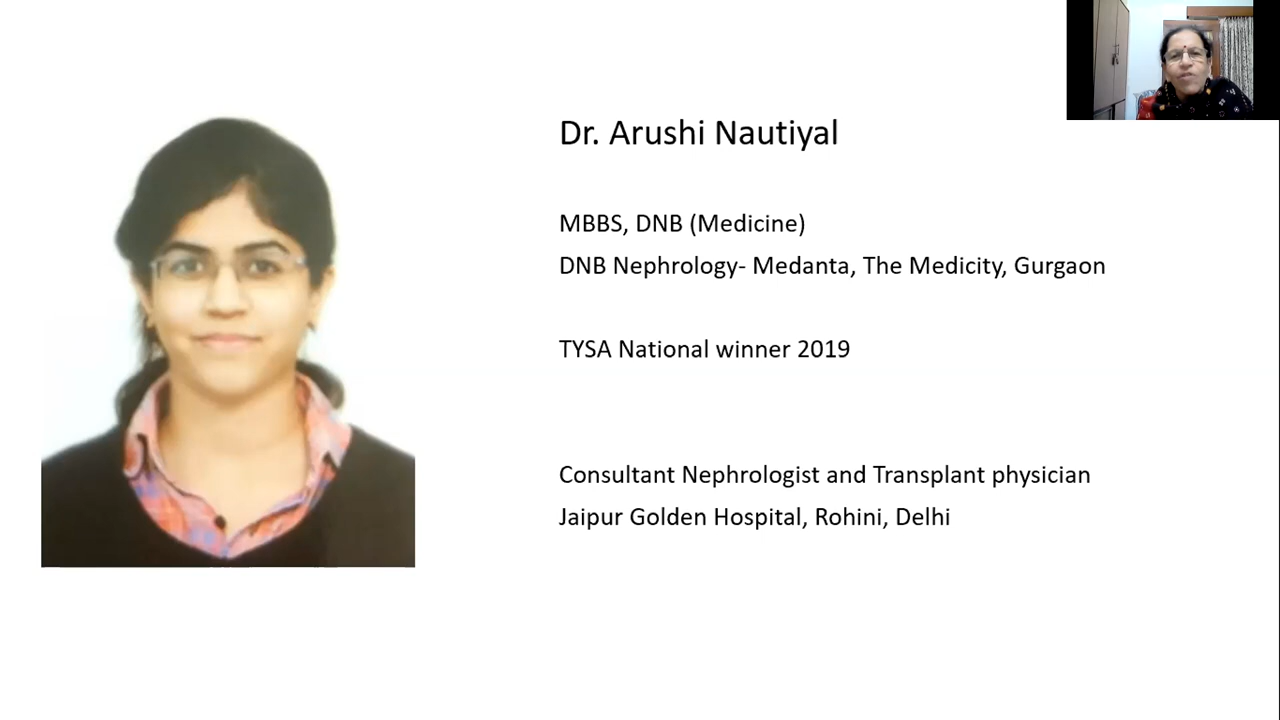 Dr. Arushi Nautiyal
MBBS, DNB (Medicine)
DNB Nephrology- Medanta, The Medicity, Gurgaon
TYSA National winner 2019
Consultant Nephrologist and Transplant physician
Jaipur Golden Hospital, Rohini, Delhi